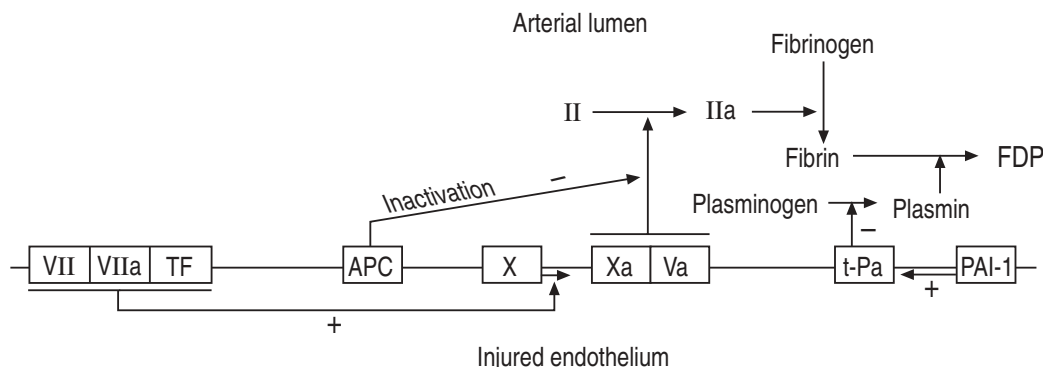 Arterial lumen
Fibrinogen
II
IIa
Fibrin
FDP
Inactivation
–
Plasminogen
Plasmin
–
VII VIIa TF
APC
X
Xa Va
t-Pa
PAI-1
+
+
Injured endothelium